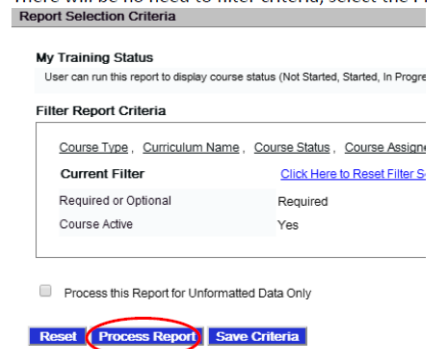 There will be no need to filter criteria, select the
Report Selection Criteria
My Training Status
User can run this report to display course status (Not Started, Started, In Progre
Filter Report Criteria
Course Type , Curriculum Name , Course Status , Course Assigne
Current Filter Click Here to Reset Filter S
Required or Optional Required
Course Active Yes
Process this Report for Unformatted Data Only
Reset Process Report Save Criteria